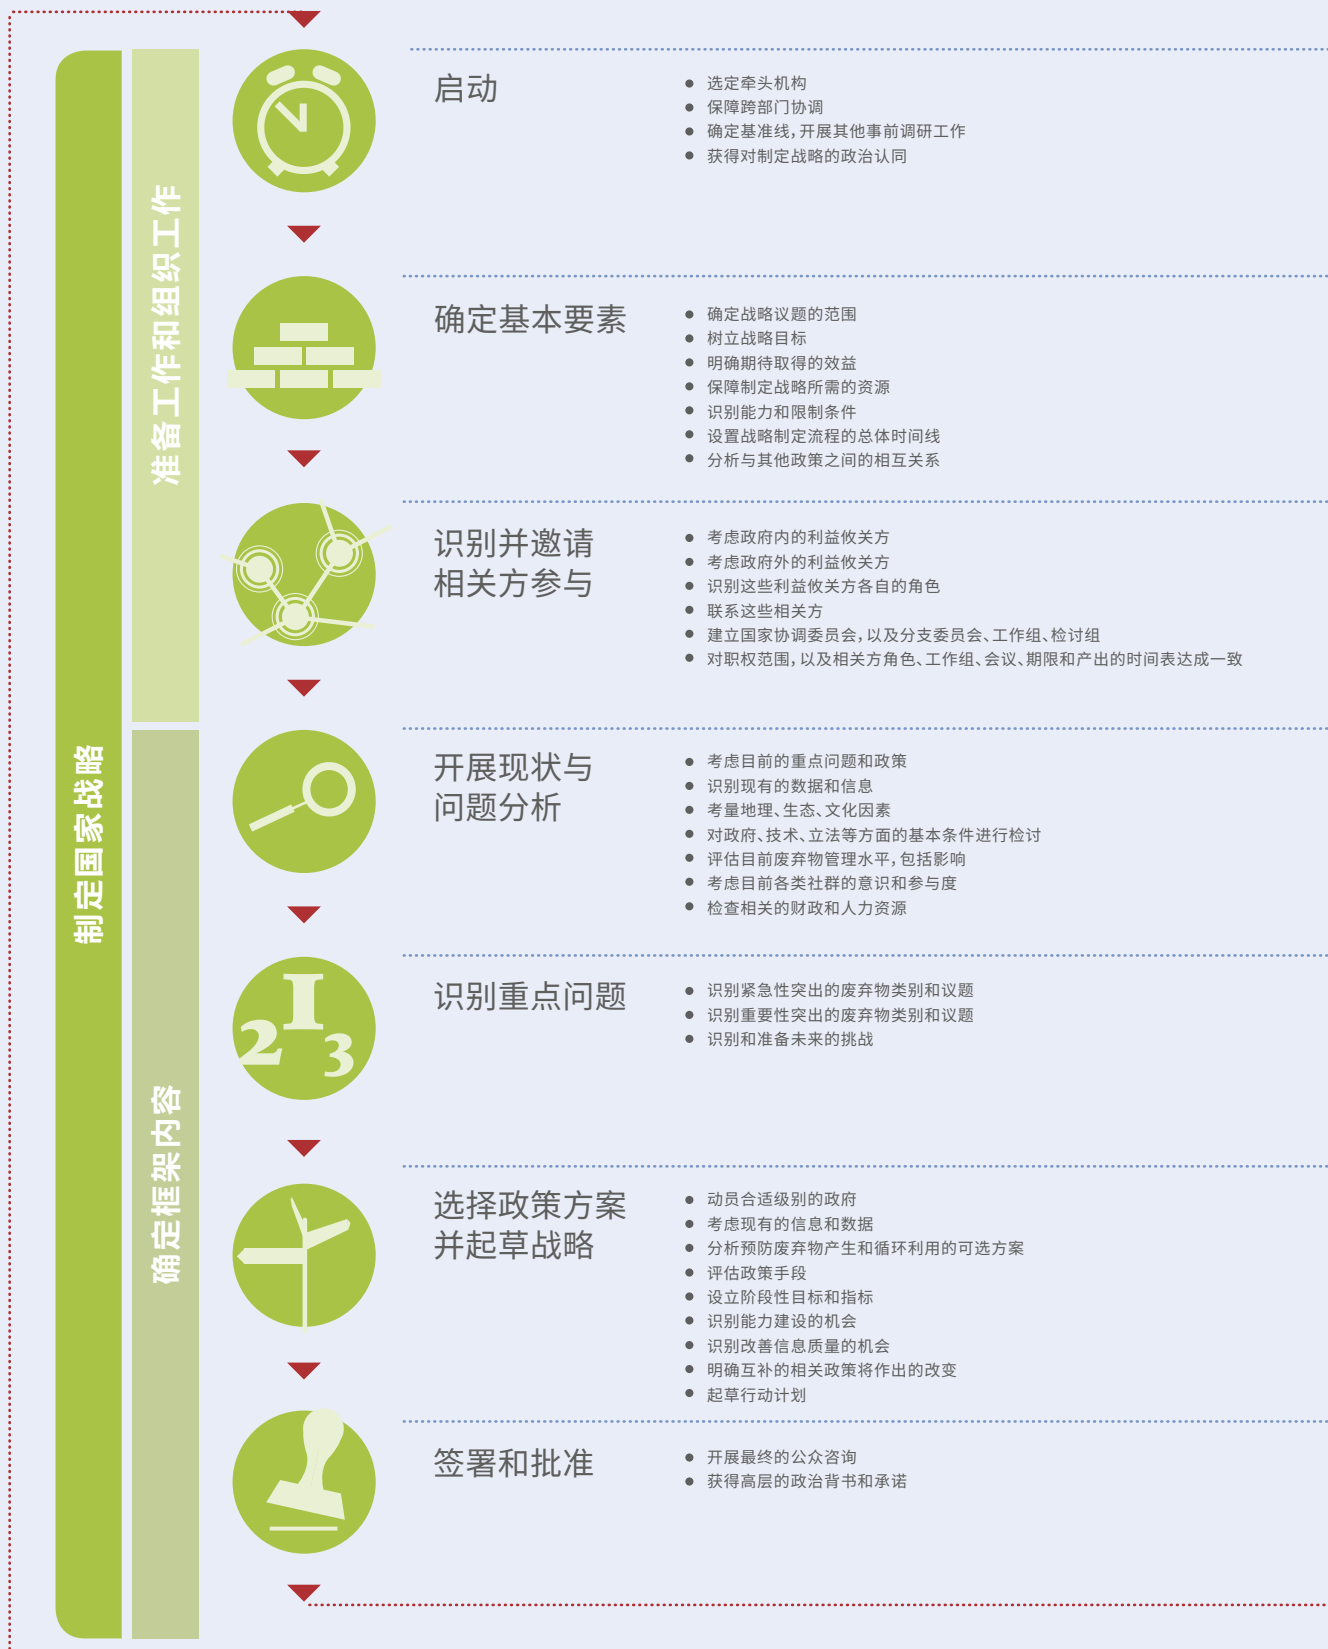 制定国家战略
准备工作和组织工作
启动
● 选定牵头机构
● 保障跨部门协调
● 确定基准线，开展其他事前调研工作
● 获得对制定战略的政治认同
确定基本要素
● 确定战略议题的范围
● 树立战略目标
● 明确期待取得的效益
● 保障制定战略所需的资源
● 识别能力和限制条件
● 设置战略制定流程的总体时间线
● 分析与其他政策之间的相互关系
识别并邀请
相关方参与
● 考虑政府内的利益攸关方
● 考虑政府外的利益攸关方
● 识别这些利益攸关方各自的角色
● 联系这些相关方
● 建立国家协调委员会，以及分支委员会、工作组、检讨组
● 对职权范围，以及相关方角色、工作组、会议、期限和产出的时间表达成一致
确定框架内容
开展现状与
问题分析
● 考虑目前的重点问题和政策
● 识别现有的数据和信息
● 考量地理、生态、文化因素
● 对政府、技术、立法等方面的基本条件进行检讨
● 评估目前废弃物管理水平，包括影响
● 考虑目前各类社群的意识和参与度
● 检查相关的财政和人力资源
2 1 3
识别重点问题
● 识别紧急性突出的废弃物类别和议题
● 识别重要性突出的废弃物类别和议题
● 识别和准备未来的挑战
选择政策方案
并起草战略
● 动员合适级别的政府
● 考虑现有的信息和数据
● 分析预防废弃物产生和循环利用的可选方案
● 评估政策手段
● 设立阶段性目标和指标
● 识别能力建设的机会
● 识别改善信息质量的机会
● 明确互补的相关政策将作出的改变
● 起草行动计划
签署和批准
● 开展最终的公众咨询
● 获得高层的政治背书和承诺